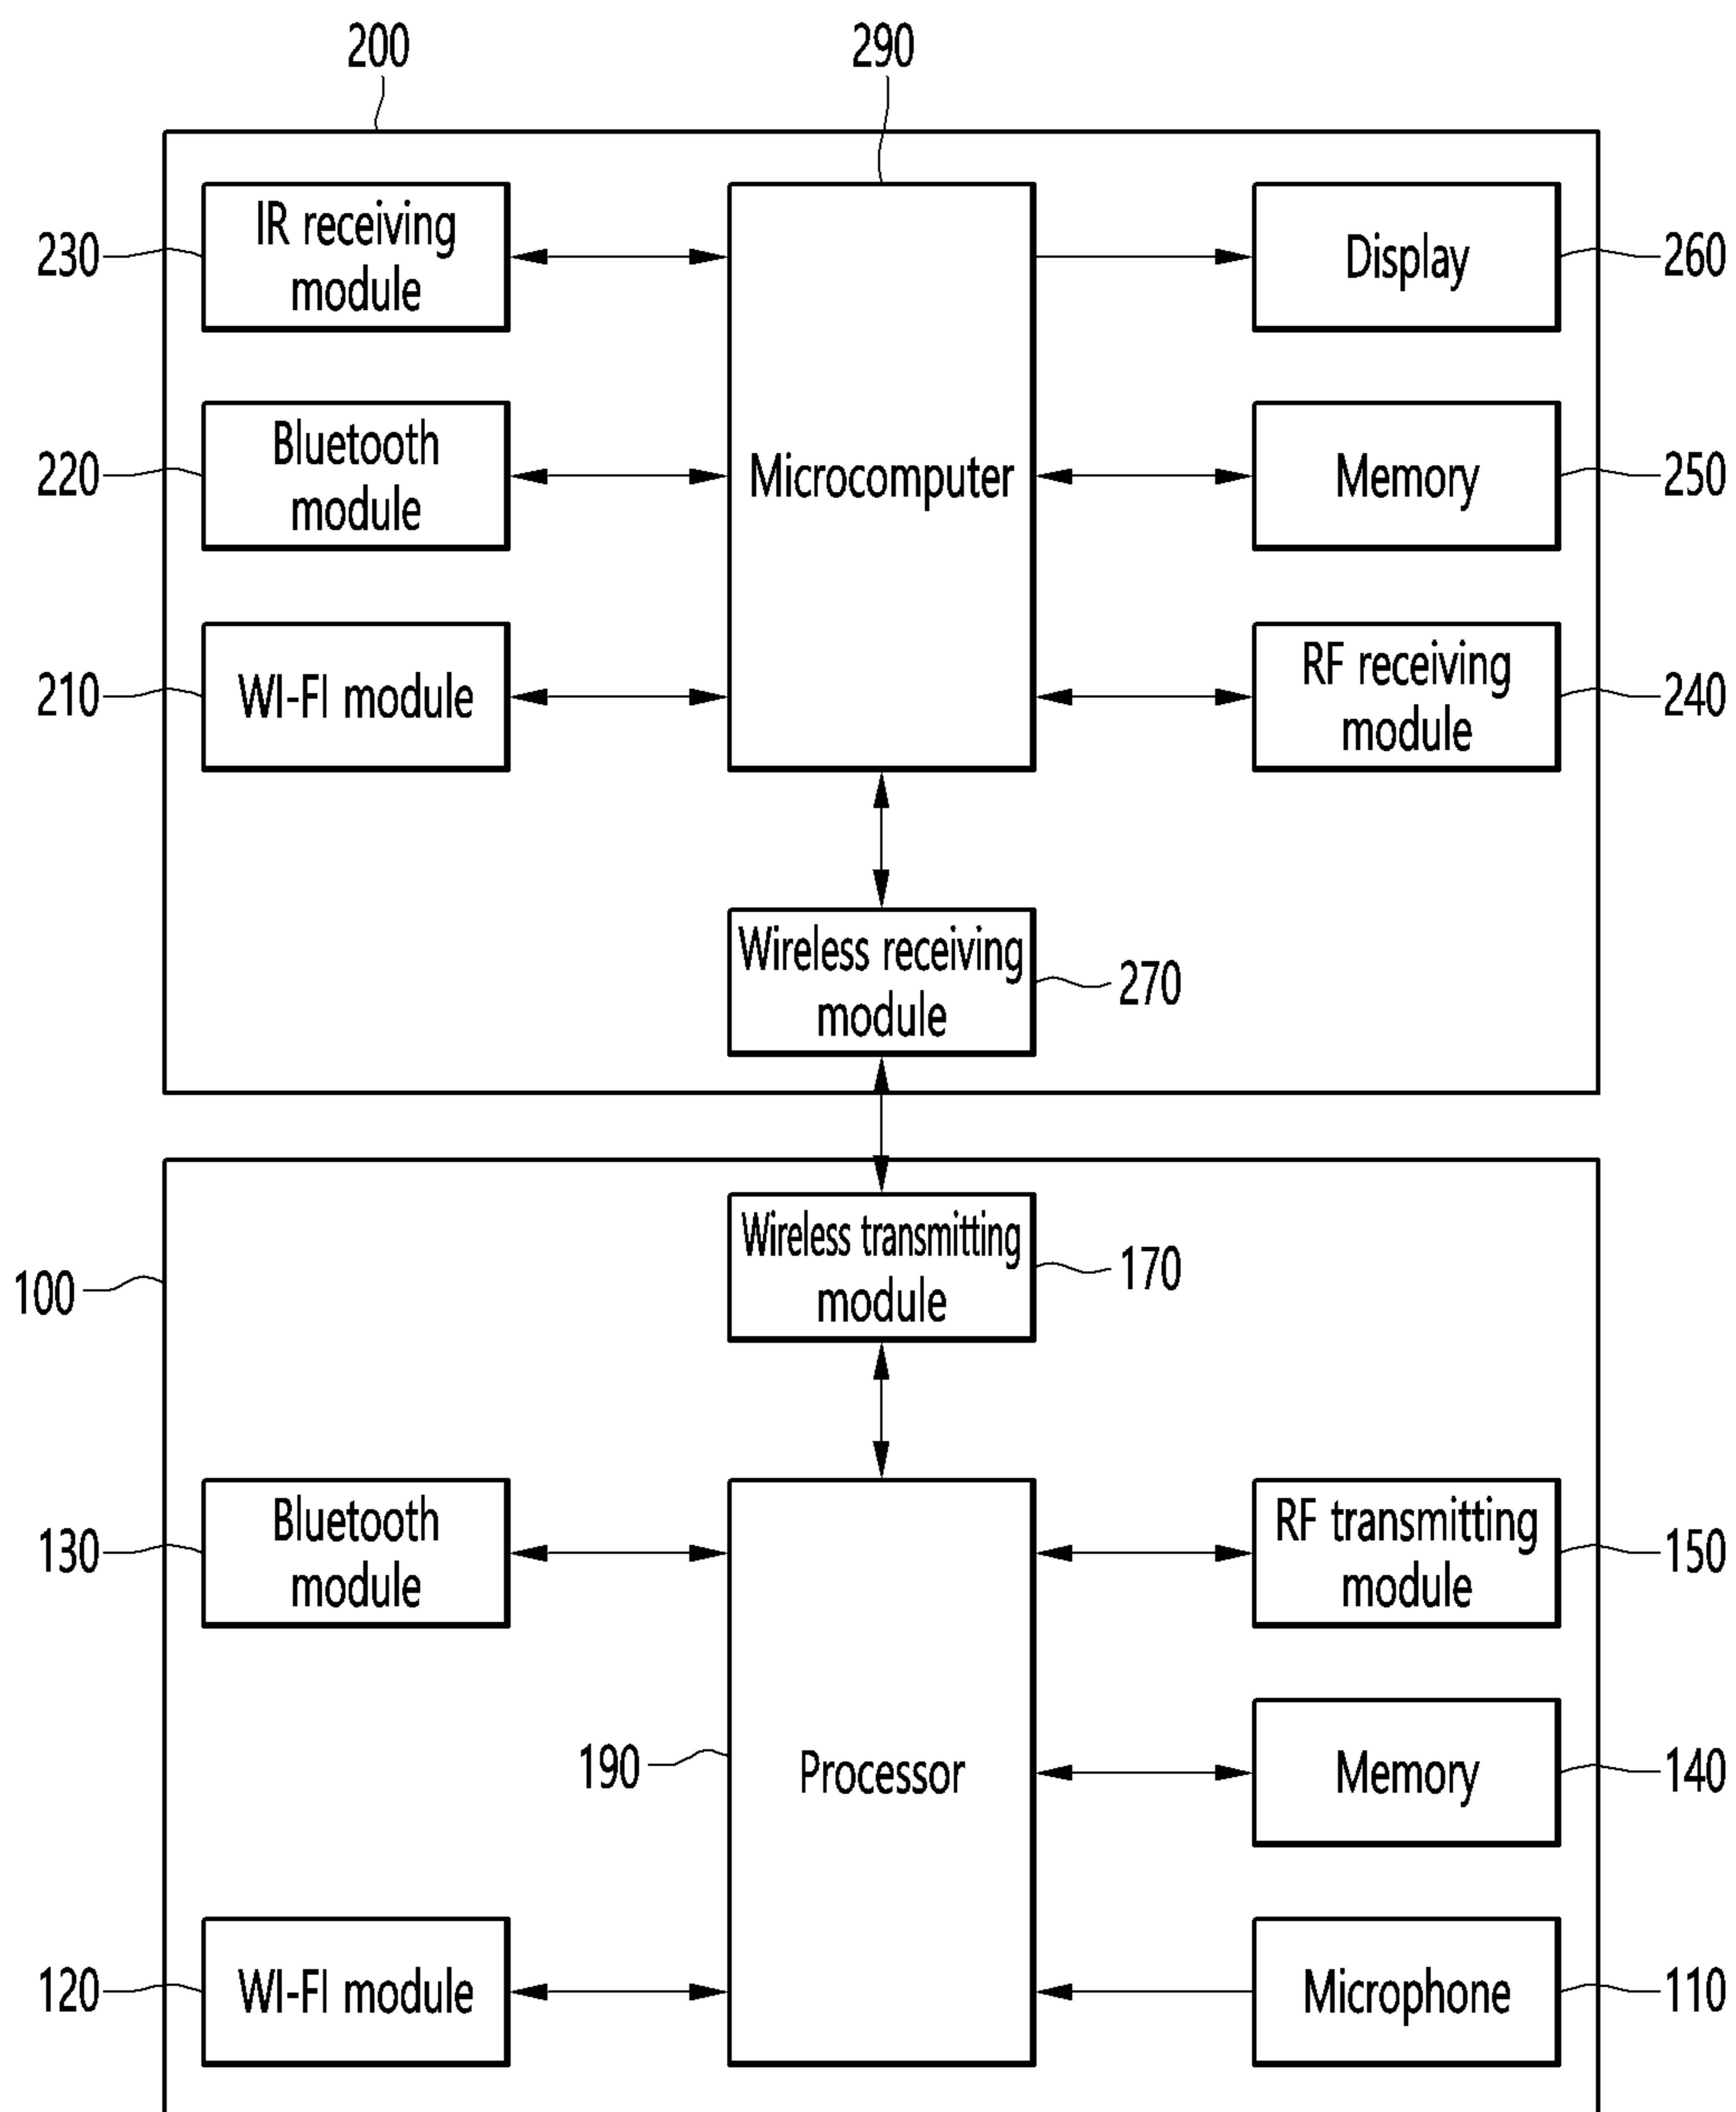 200
290
230
IR receiving
module
Display
260
220
Bluetooth
module
Microcomputer
Memory
250
210
WI-FI module
RF receiving
module
240
Wireless receiving
module
270
100
Wireless transmitting
module
170
130
Bluetooth
module
RF transmitting
module
150
190
Processor
Memory
140
120
WI-FI module
Microphone
110